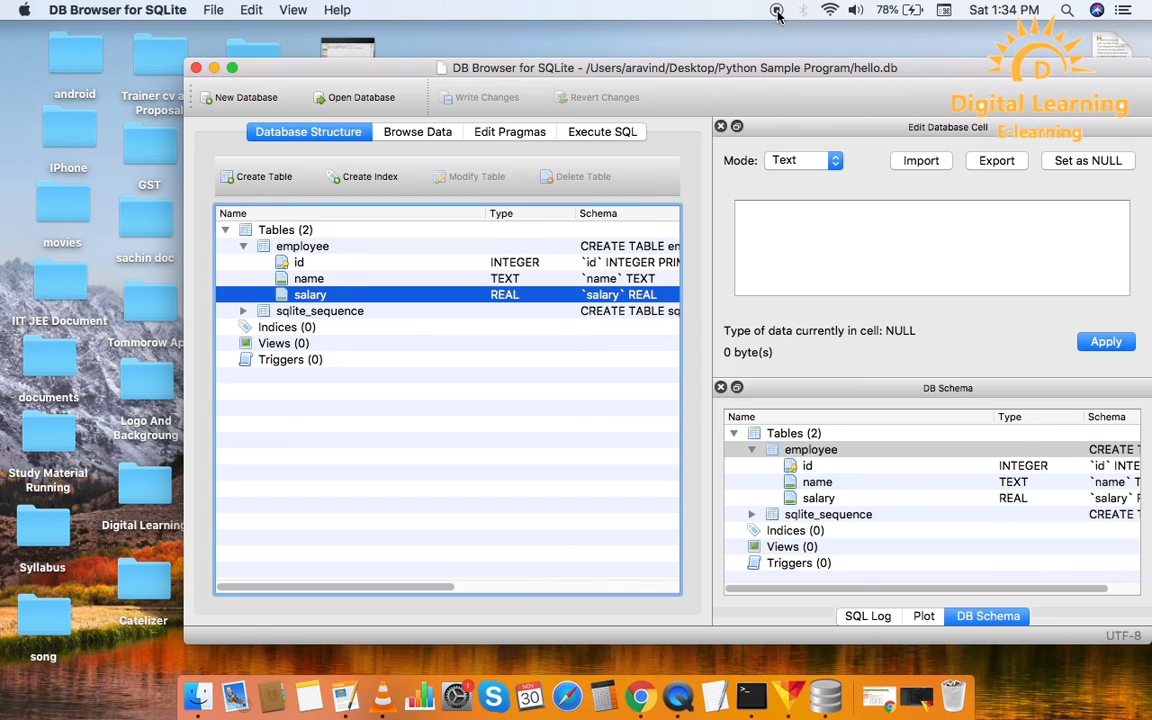 DB Browser for SQLite File Edit View Help 78% Sat 1:34 PM
DB Browser for SQLite - /Users/aravind/Desktop/Python Sample Program/hello.db
New Database Open Database Write Changes Revert Changes
Digital Learning
E-learning
Database Structure Browse Data Edit Pragmas Execute SQL
Edit Database Cell
Mode: Text Import Export Set as NULL
Create Table Create Index Modify Table Delete Table
Name Type Schema
Tables (2)
employee CREATE TABLE em
id INTEGER `id` INTEGER PRIM
name TEXT `name` TEXT
salary REAL `salary` REAL
sqlite_sequence CREATE TABLE sq
Indices (0)
Views (0)
Triggers (0)
Type of data currently in cell: NULL
0 byte(s)
Apply
DB Schema
Name Type Schema
Tables (2)
employee CREATE T
id INTEGER `id` INTE
name TEXT `name` T
salary REAL `salary` R
sqlite_sequence CREATE T
Indices (0)
Views (0)
Triggers (0)
SQL Log Plot DB Schema
UTF-8
android
Trainer cv a
Proposal
IPhone
GST
movies
sachin doc
IIT JEE Document
Tommorow Ap
documents
Logo And
Backgroung
Study Material
Running
Digital Learning
Syllabus
Catelizer
song
NOV
30
1